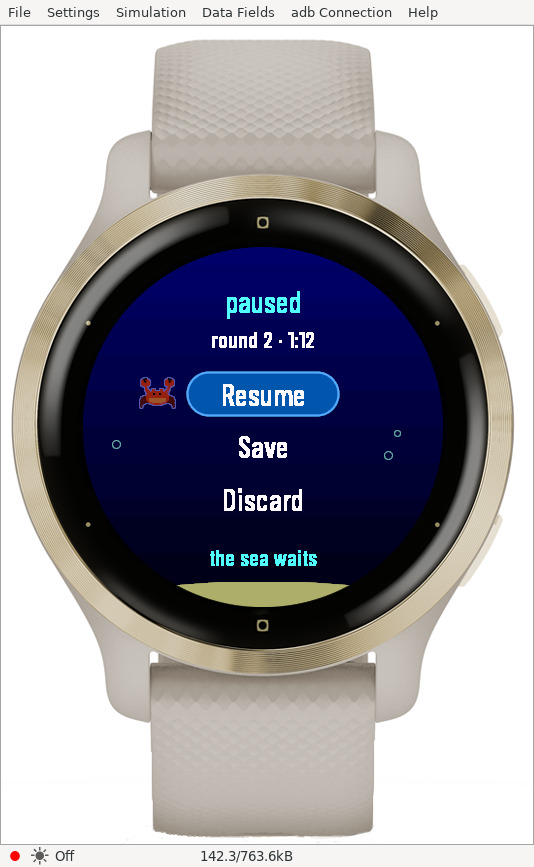 File Settings Simulation Data Fields adb Connection Help
paused
round 2 · 1:12
Resume
Save
Discard
the sea waits
Off 142.3/763.6kB